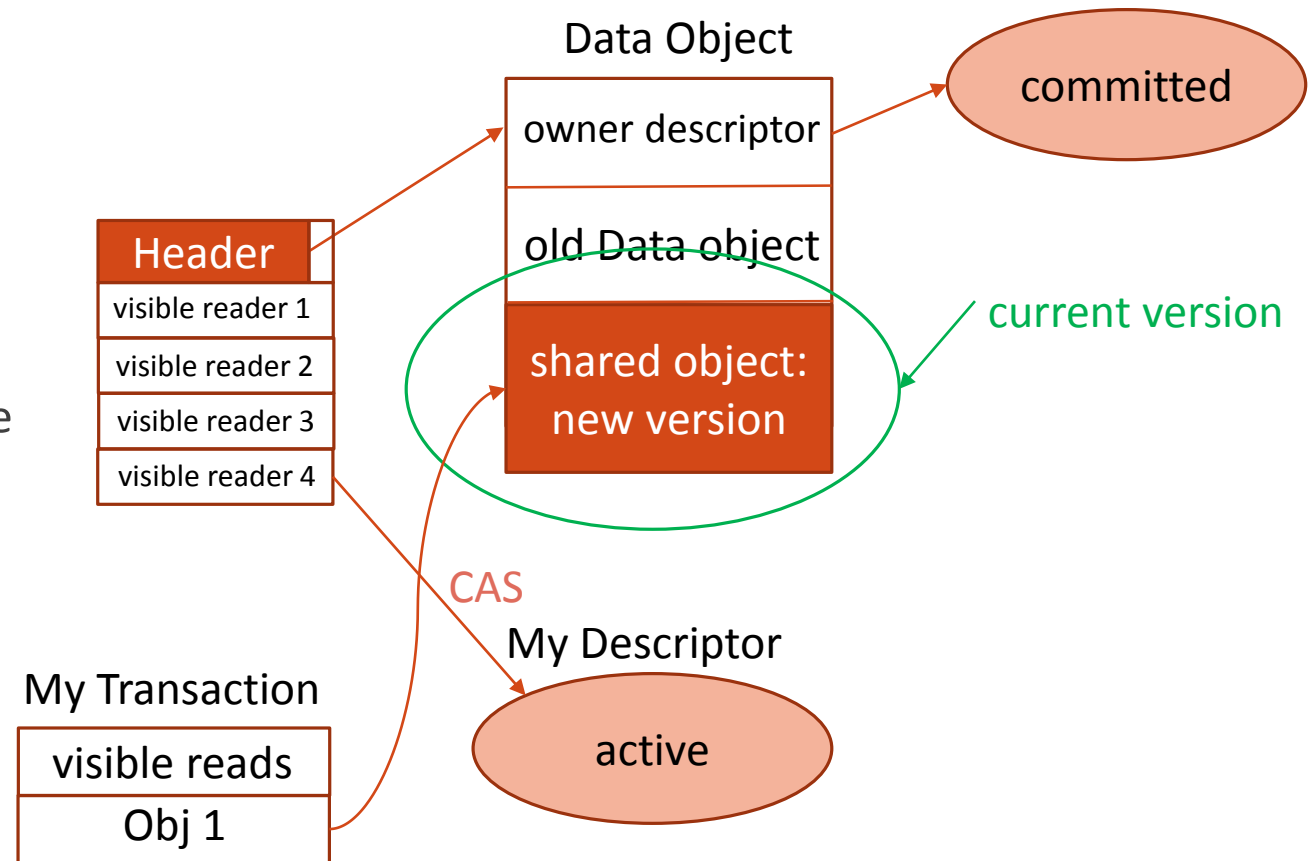 Data Object
committed
owner descriptor
Header
old Data object
visible reader 1
current version
visible reader 2
shared object:
new version
visible reader 3
e
visible reader 4
CAS
My Descriptor
My Transaction
visible reads
active
Obj 1